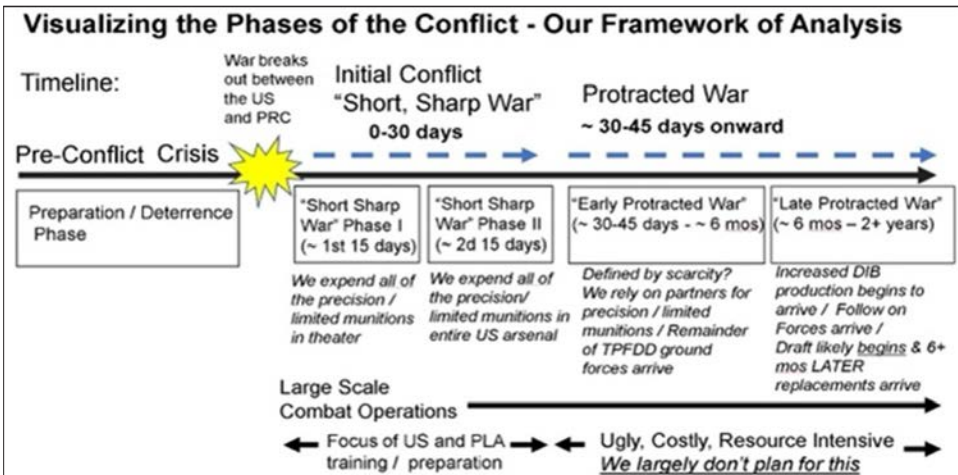 Visualizing the Phases of the Conflict - Our Framework of Analysis
Timeline:
War breaks
out between
the US
and PRC
Initial Conflict
"Short, Sharp War"
0-30 days
Protracted War
~ 30-45 days onward
Pre-Conflict Crisis
Preparation / Deterrence
Phase
"Short Sharp
War" Phase I
(~ 1st 15 days)
"Short Sharp
War" Phase II
(~ 2d 15 days)
"Early Protracted War"
(~ 30-45 days - ~ 6 mos)
"Late Protracted War"
(~ 6 mos – 2+ years)
We expend all of
the precision /
limited munitions
in theater
We expend all of
the precision/
limited munitions in
entire US arsenal
Defined by scarcity?
We rely on partners for
precision / limited
munitions / Remainder
of TPFDD ground
forces arrive
Increased DIB
production begins to
arrive / Follow on
Forces arrive /
Draft likely begins & 6+
mos LATER
replacements arrive
Large Scale
Combat Operations
Focus of US and PLA
training / preparation
Ugly, Costly, Resource Intensive
We largely don't plan for this